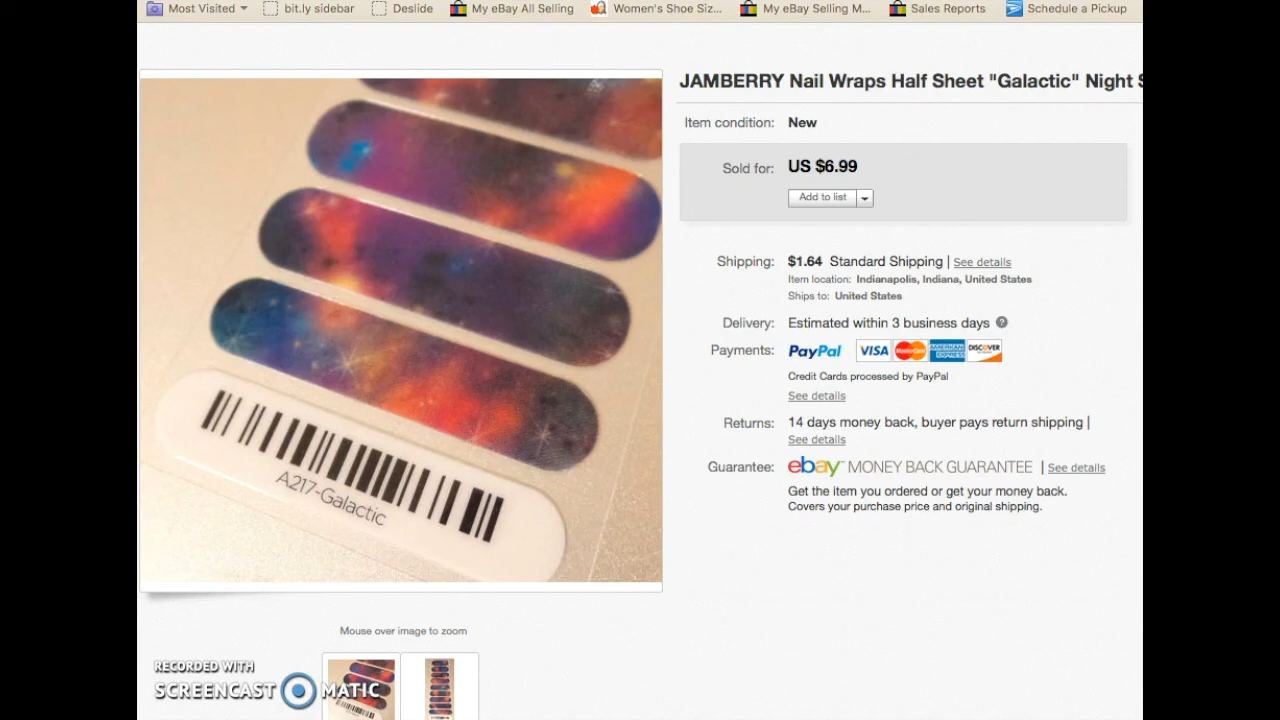 Most Visited
bit.ly sidebar
Deslide
My eBay All Selling
Women's Shoe Siz...
My eBay Selling M...
Sales Reports
Schedule a Pickup
JAMBERRY Nail Wraps Half Sheet "Galactic" Night
Item condition: New
Sold for: US $6.99
Add to list
Shipping: $1.64 Standard Shipping | See details
Item location: Indianapolis, Indiana, United States
Ships to: United States
Delivery: Estimated within 3 business days ?
Payments: PayPal VISA MasterCard AMERICAN EXPRESS DISCOVER
Credit Cards processed by PayPal
See details
Returns: 14 days money back, buyer pays return shipping |
See details
Guarantee: ebay MONEY BACK GUARANTEE | See details
Get the item you ordered or get your money back.
Covers your purchase price and original shipping.
A217-Galactic
Mouse over image to zoom
RECORDED WITH
SCREENCAST MATIC